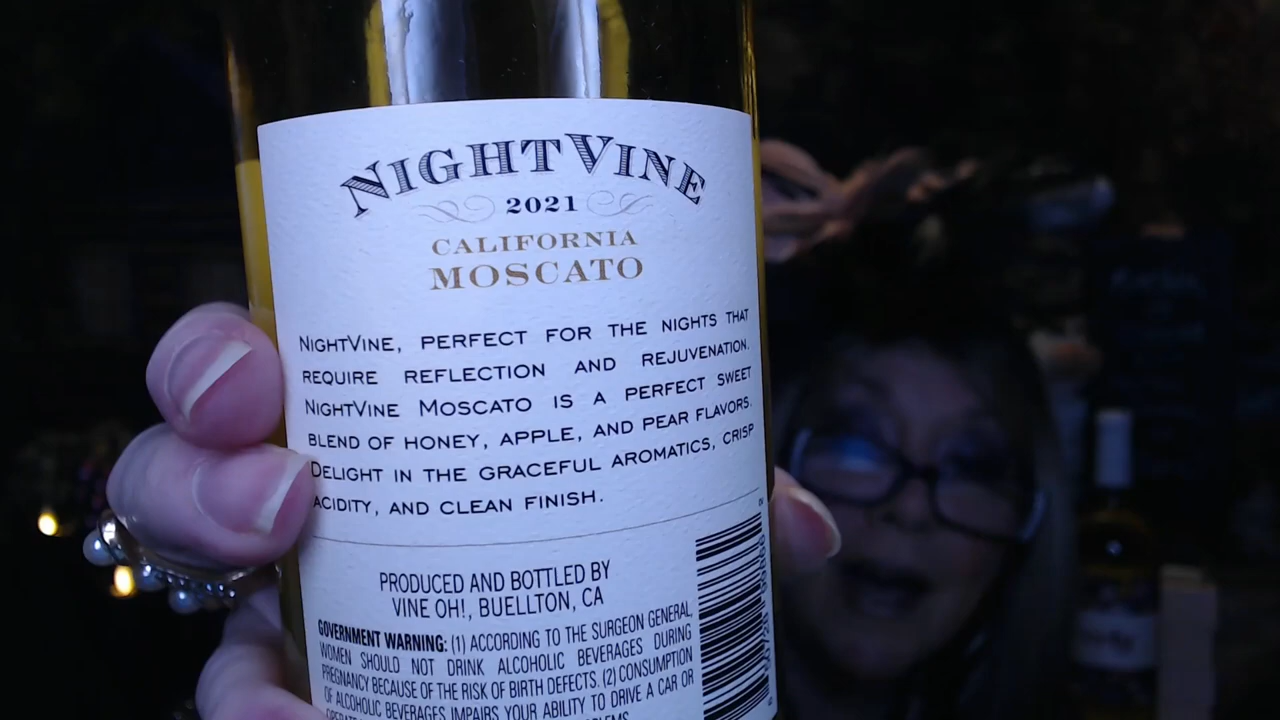 NIGHTVINE
2021
CALIFORNIA
MOSCATO
NIGHTVINE, PERFECT FOR THE NIGHTS THAT
REQUIRE REFLECTION AND REJUVENATION.
NIGHTVINE MOSCATO IS A PERFECT SWEET
BLEND OF HONEY, APPLE, AND PEAR FLAVORS.
DELIGHT IN THE GRACEFUL AROMATICS, CRISP
ACIDITY, AND CLEAN FINISH.
PRODUCED AND BOTTLED BY
VINE OH!, BUELLTON, CA
GOVERNMENT WARNING: (1) ACCORDING TO THE SURGEON GENERAL,
WOMEN SHOULD NOT DRINK ALCOHOLIC BEVERAGES DURING
PREGNANCY BECAUSE OF THE RISK OF BIRTH DEFECTS. (2) CONSUMPTION
OF ALCOHOLIC BEVERAGES IMPAIRS YOUR ABILITY TO DRIVE A CAR OR